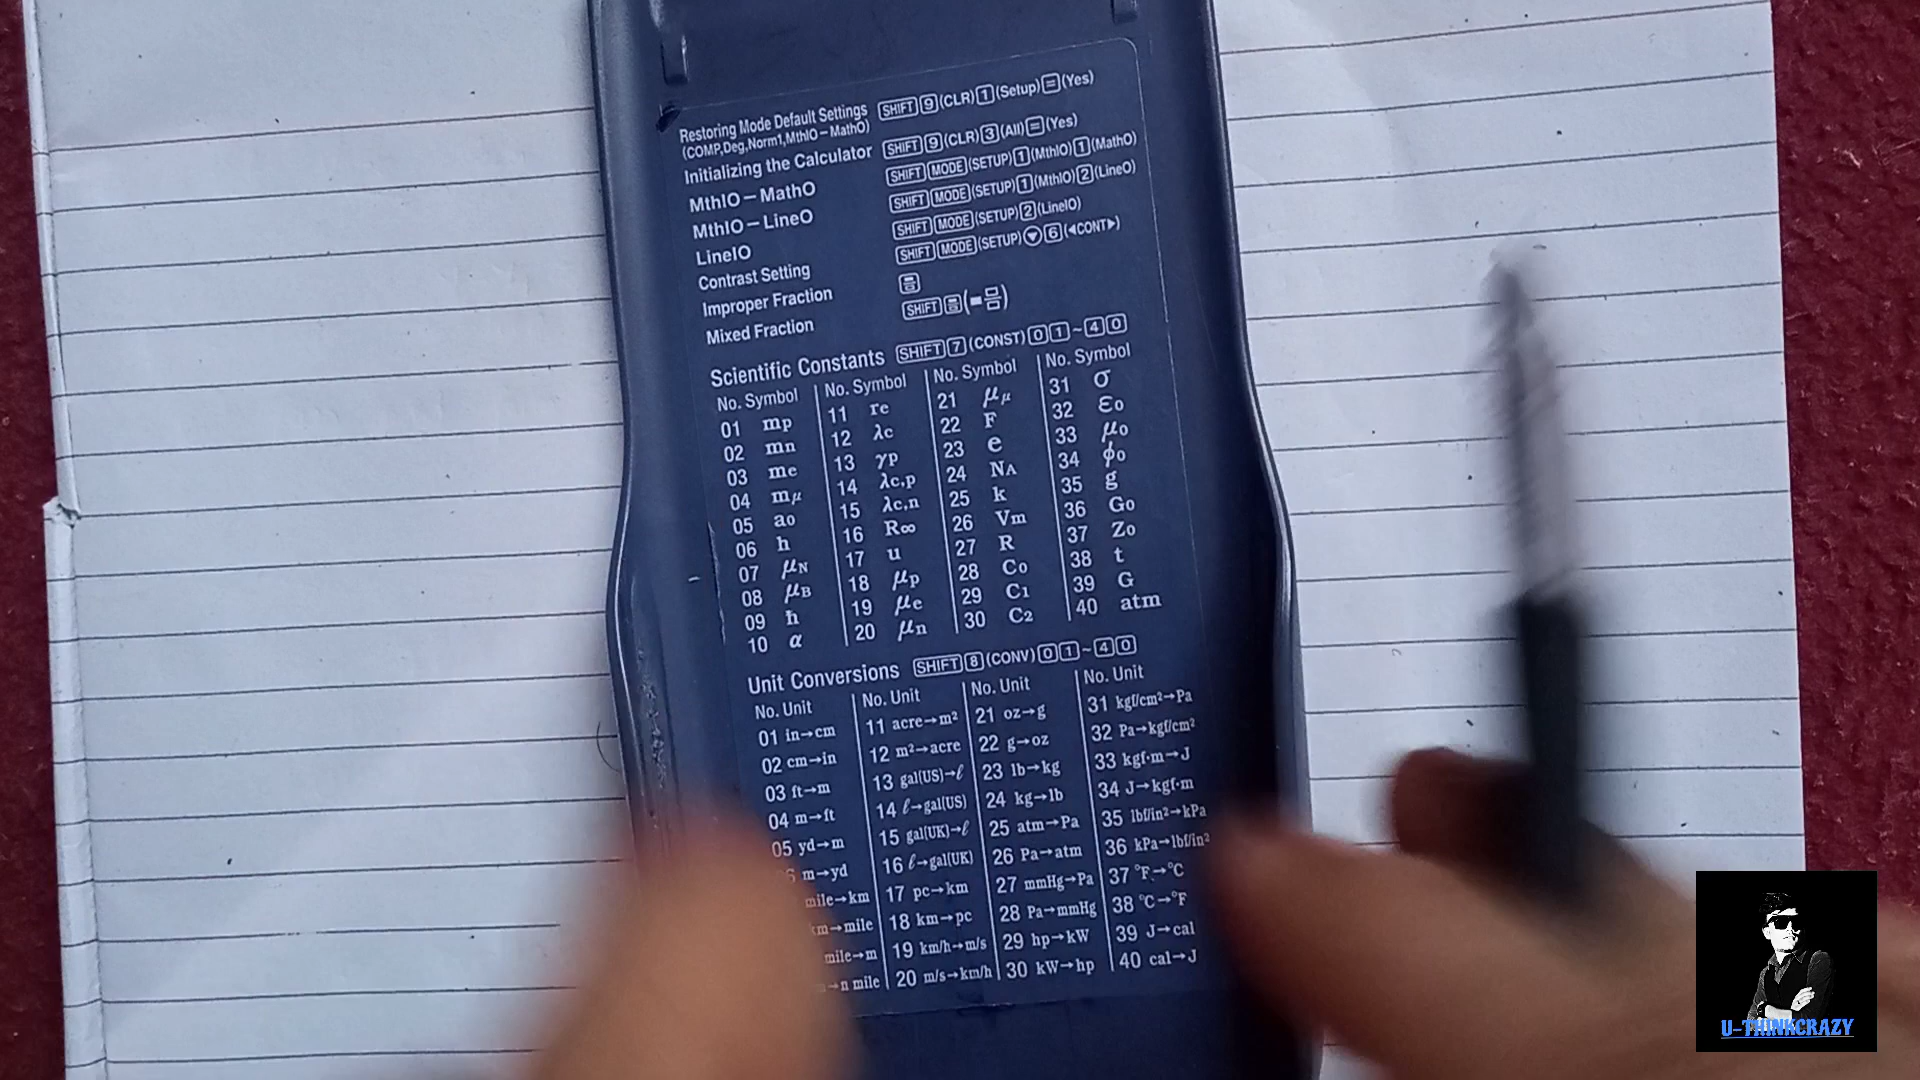 Restoring Mode Default Settings SHIFT 9 (CLR) 1 (Setup) = (Yes)
(COMP,Deg,Norm1,MthIO–MathO)
Initializing the Calculator SHIFT 9 (CLR) 3 (All) = (Yes)
MthIO – MathO SHIFT MODE (SETUP) 1 (MthIO) 1 (MathO)
MthIO – LineO SHIFT MODE (SETUP) 1 (MthIO) 2 (LineO)
LineIO SHIFT MODE (SETUP) 2 (LineIO)
Contrast Setting SHIFT MODE (SETUP) ▼ 6 (◀CONT▶)
Improper Fraction
Mixed Fraction SHIFT
Scientific Constants SHIFT 7 (CONST) 0 1 ~ 4 0
No. Symbol No. Symbol No. Symbol No. Symbol
01 mp 11 re 21 μμ 31 σ
02 mn 12 λc 22 F 32 ε0
03 me 13 γp 23 e 33 μ0
04 mμ 14 λc,p 24 NA 34 ϕ0
05 a0 15 λc,n 25 k 35 g
06 h 16 R∞ 26 Vm 36 G0
07 μN 17 u 27 R 37 Z0
08 μB 18 μp 28 C0 38 t
09 ħ 19 μe 29 C1 39 G
10 α 20 μn 30 C2 40 atm
Unit Conversions SHIFT 8 (CONV) 0 1 ~ 4 0
No. Unit No. Unit No. Unit No. Unit
01 in→cm 11 acre→m² 21 oz→g 31 kgf/cm²→Pa
02 cm→in 12 m²→acre 22 g→oz 32 Pa→kgf/cm²
03 ft→m 13 gal(US)→ℓ 23 lb→kg 33 kgf·m→J
04 m→ft 14 ℓ→gal(US) 24 kg→lb 34 J→kgf·m
05 yd→m 15 gal(UK)→ℓ 25 atm→Pa 35 lbf/in²→kPa
m→yd 16 ℓ→gal(UK) 26 Pa→atm 36 kPa→lbf/in²
mile→km 17 pc→km 27 mmHg→Pa 37 °F→°C
km→mile 18 km→pc 28 Pa→mmHg 38 °C→°F
mile→m 19 km/h→m/s 29 hp→kW 39 J→cal
→n mile 20 m/s→km/h 30 kW→hp 40 cal→J
U-THINKCRAZY